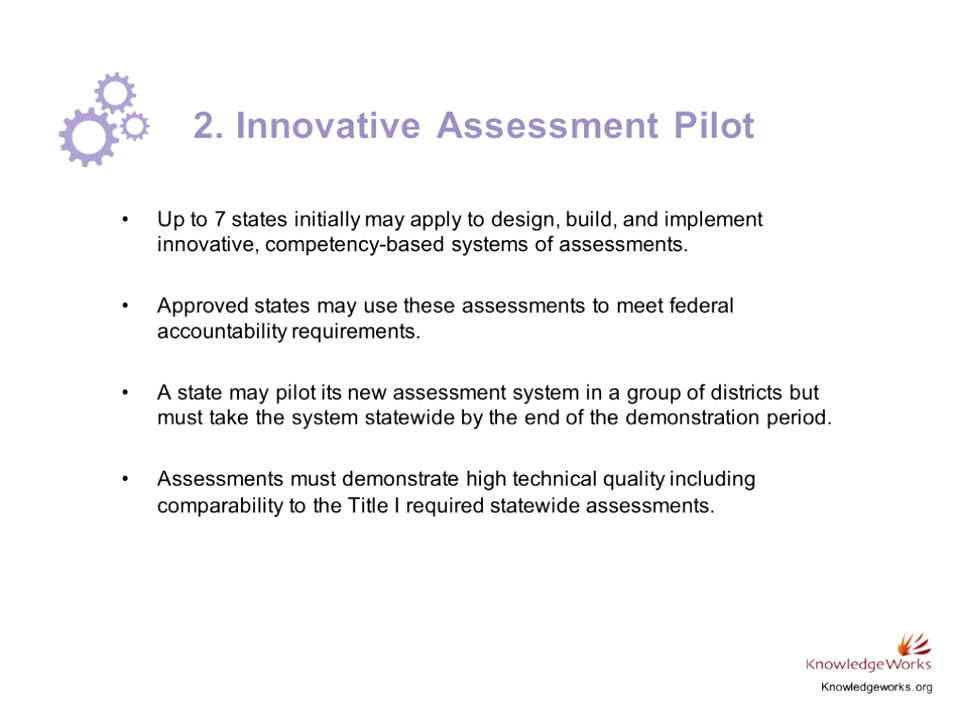 2. Innovative Assessment Pilot
• Up to 7 states initially may apply to design, build, and implement
innovative, competency-based systems of assessments.
• Approved states may use these assessments to meet federal
accountability requirements.
• A state may pilot its new assessment system in a group of districts but
must take the system statewide by the end of the demonstration period.
• Assessments must demonstrate high technical quality including
comparability to the Title I required statewide assessments.
KnowledgeWorks
Knowledgeworks.org